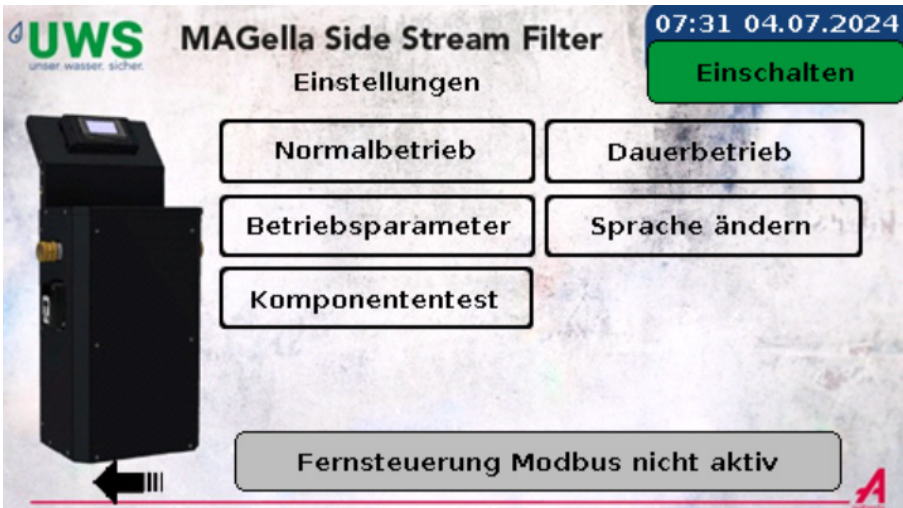 UWS
unser.wasser. sicher.
MAGella Side Stream Filter
07:31 04.07.2024
Einstellungen
Einschalten
Normalbetrieb
Dauerbetrieb
Betriebsparameter
Sprache ändern
Komponententest
Fernsteuerung Modbus nicht aktiv